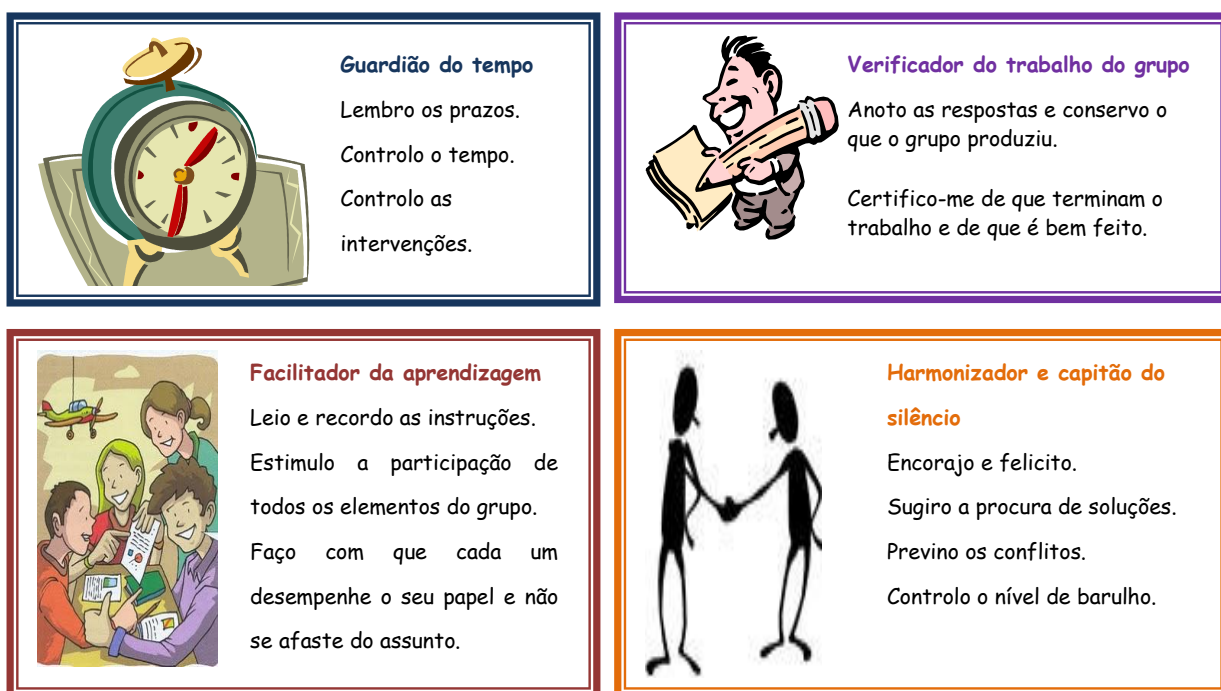 Guardião do tempo
Lembro os prazos.
Controlo o tempo.
Controlo as
intervenções.
Verificador do trabalho do grupo
Anoto as respostas e conservo o
que o grupo produziu.
Certifico-me de que terminam o
trabalho e de que é bem feito.
Facilitador da aprendizagem
Leio e recordo as instruções.
Estimulo a participação de
todos os elementos do grupo.
Faço com que cada um
desempenhe o seu papel e não
se afaste do assunto.
Harmonizador e capitão do
silêncio
Encorajo e felicito.
Sugiro a procura de soluções.
Previno os conflitos.
Controlo o nível de barulho.